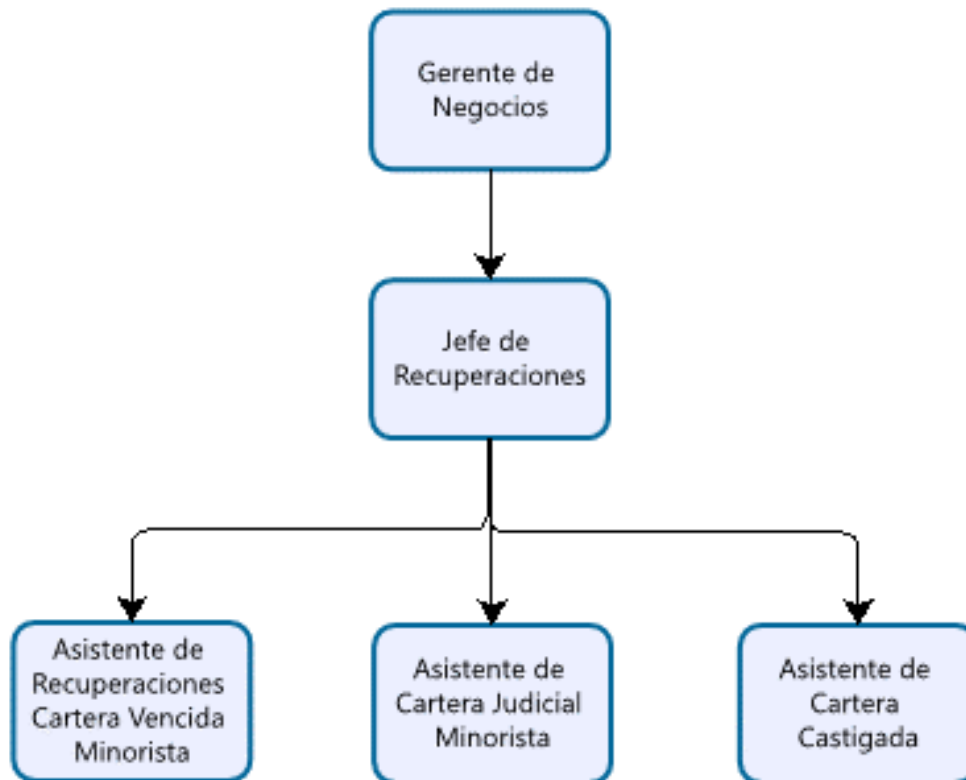 Gerente de
Negocios
Jefe de
Recuperaciones
Asistente de
Recuperaciones
Cartera Vencida
Minorista
Asistente de
Cartera Judicial
Minorista
Asistente de
Cartera
Castigada